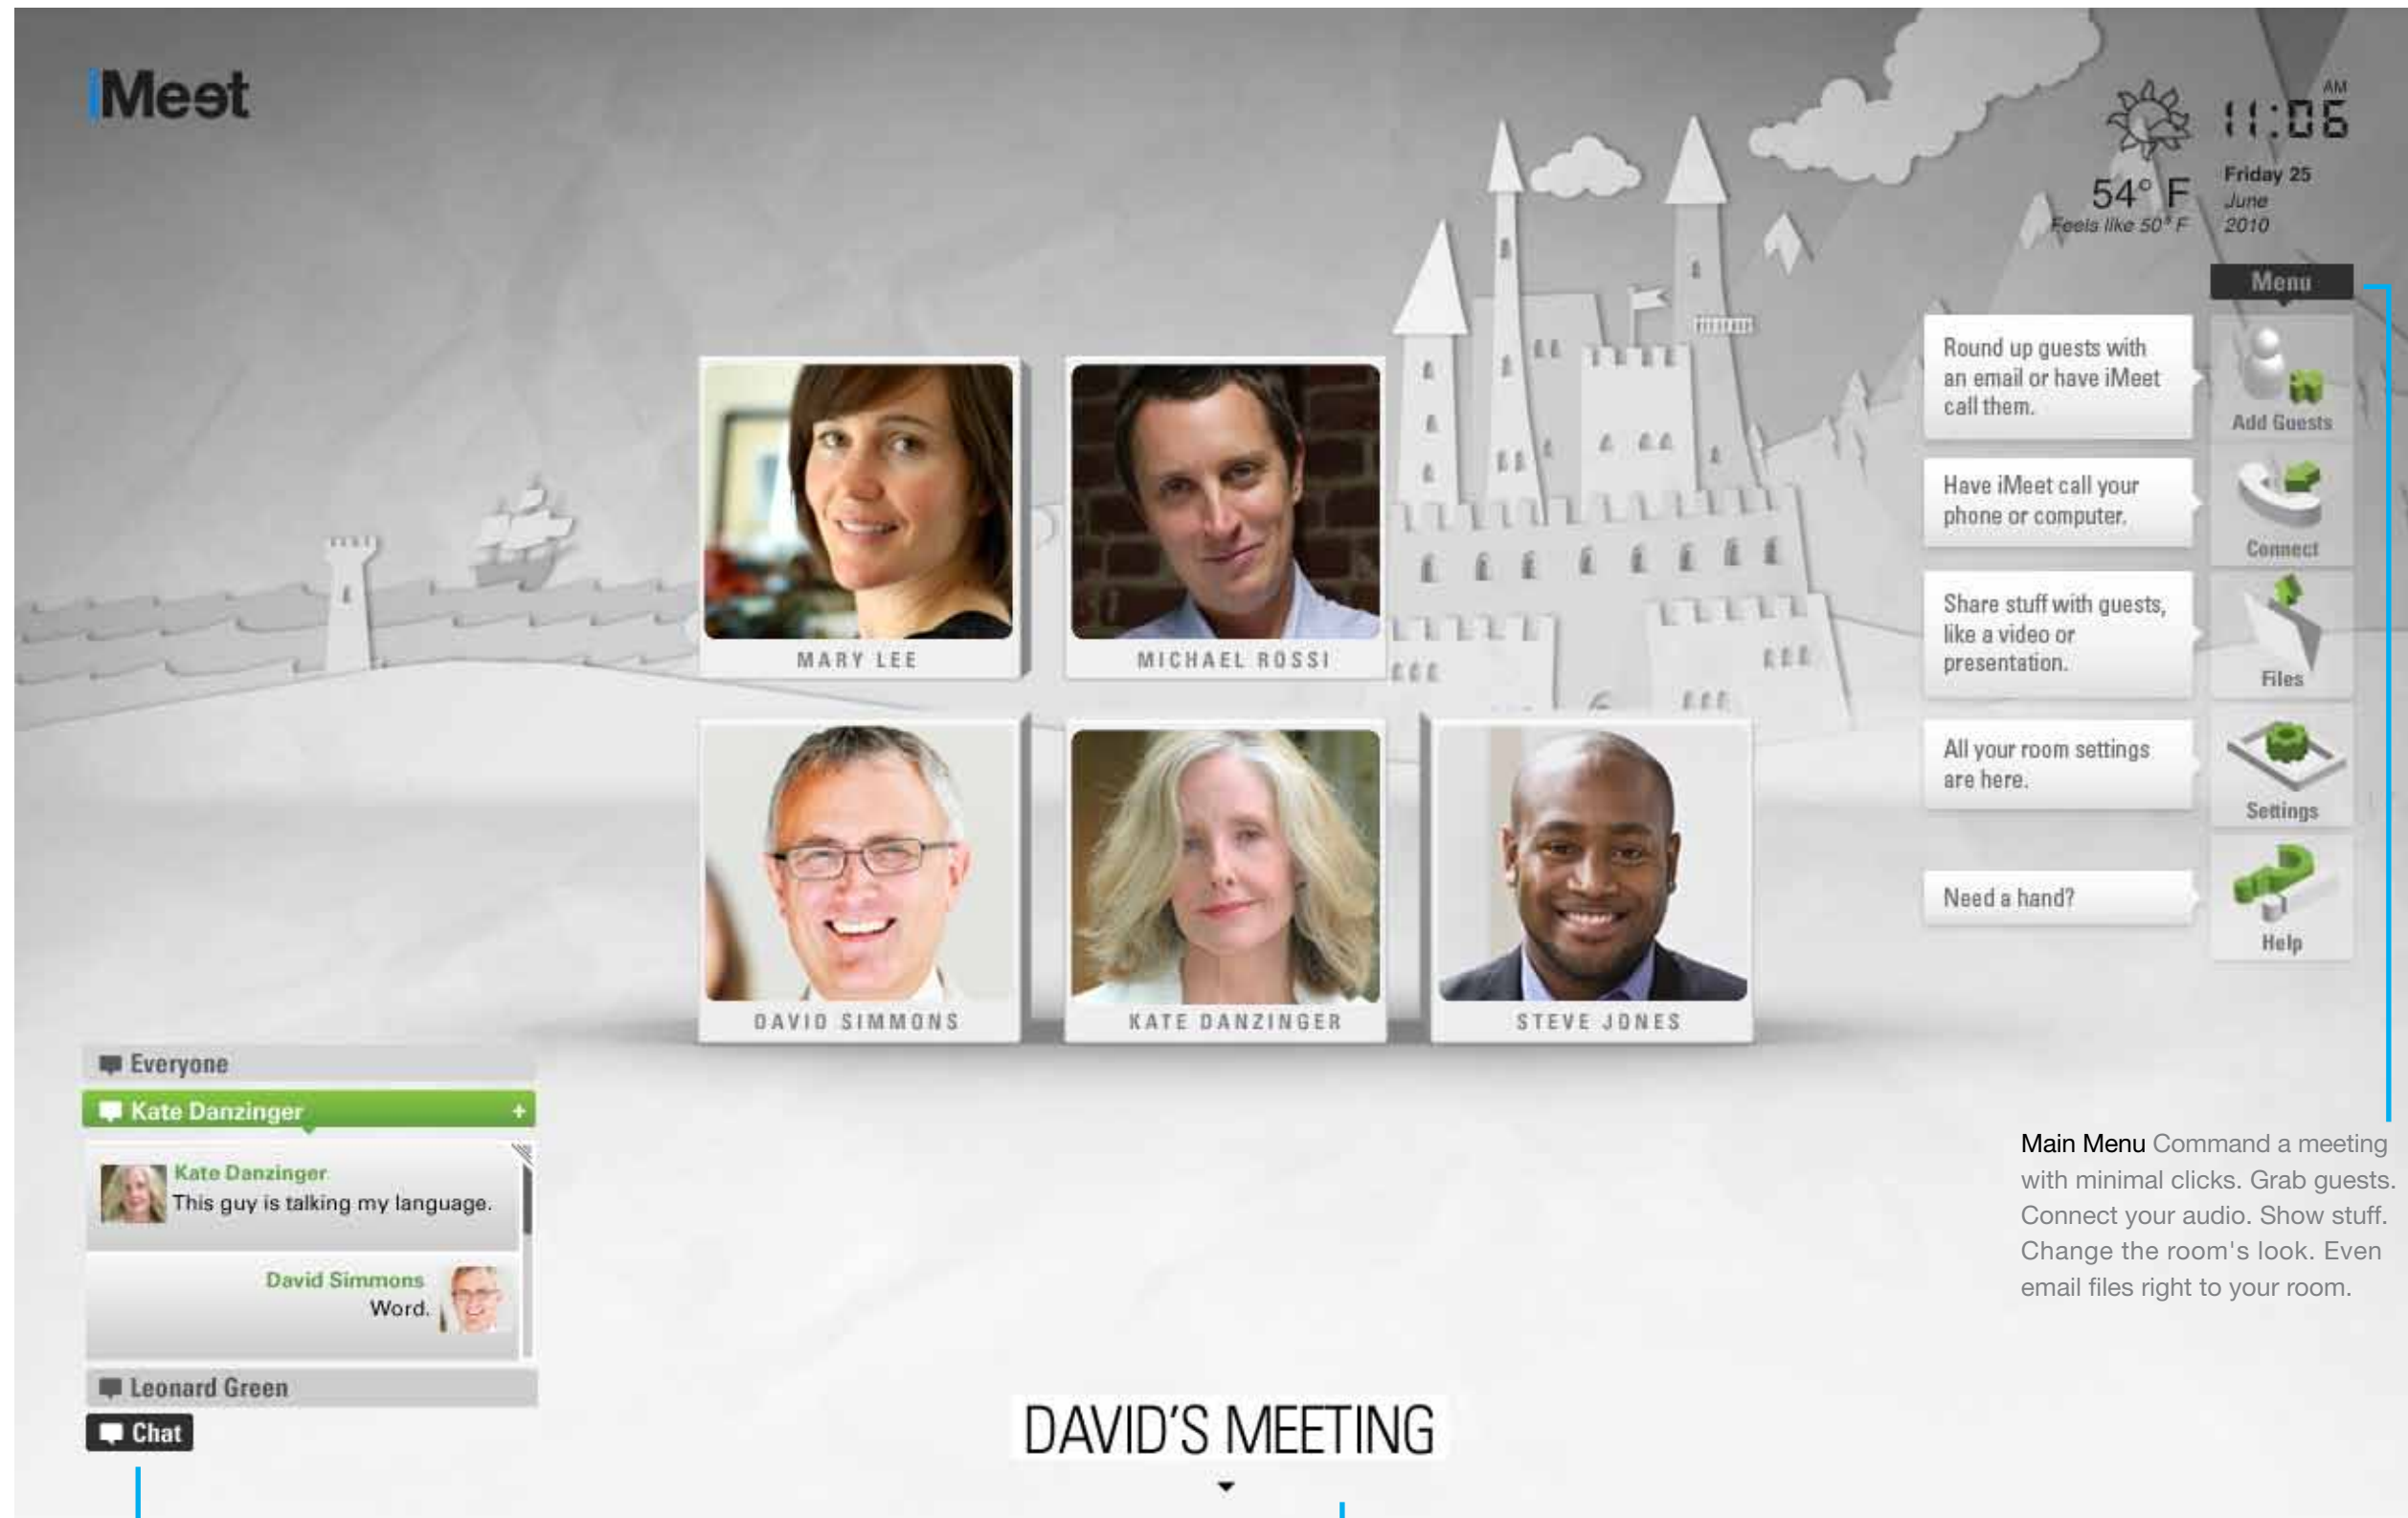 iMeet
AM
11:06
54° F
Feels like 50° F
Friday 25
June
2010
Menu
Round up guests with
an email or have iMeet
call them.
Add Guests
Have iMeet call your
phone or computer.
Connect
Share stuff with guests,
like a video or
presentation.
Files
All your room settings
are here.
Settings
Need a hand?
Help
MARY LEE
MICHAEL ROSSI
DAVID SIMMONS
KATE DANZINGER
STEVE JONES
Everyone
Kate Danzinger +
Kate Danzinger
This guy is talking my language.
David Simmons
Word.
Leonard Green
Chat
Main Menu Command a meeting
with minimal clicks. Grab guests.
Connect your audio. Show stuff.
Change the room's look. Even
email files right to your room.
DAVID'S MEETING